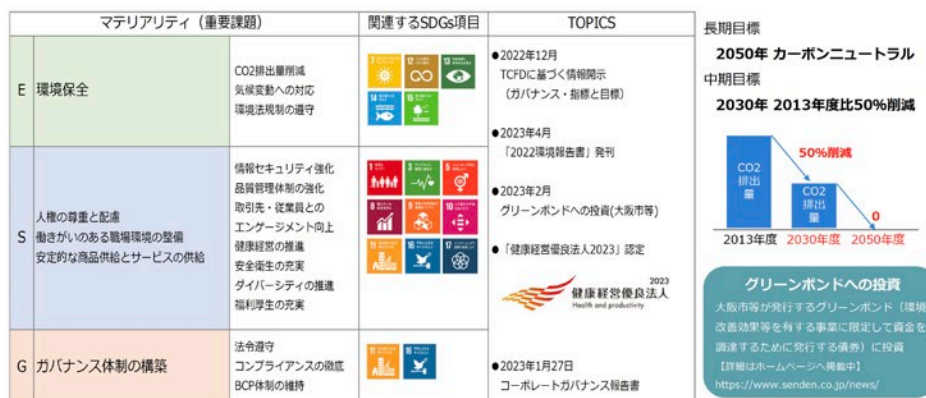 マテリアリティ（重要課題）
関連するSDGs項目
TOPICS
E 環境保全
CO2排出量削減
気候変動への対応
環境法規制の遵守
S
人権の尊重と配慮
働きがいのある職場環境の整備
安定的な商品供給とサービスの供給
情報セキュリティ強化
品質管理体制の強化
取引先・従業員との
エンゲージメント向上
健康経営の推進
安全衛生の充実
ダイバーシティの推進
福利厚生の充実
G ガバナンス体制の構築
法令遵守
コンプライアンスの徹底
BCP体制の維持
7
12
13
14
15
1
3
5
8
9
10
11
16
17
11
16
●2022年12月
TCFDに基づく情報開示
（ガバナンス・指標と目標）
●2023年4月
「2022環境報告書」発刊
●2023年2月
グリーンボンドへの投資(大阪市等)
●「健康経営優良法人2023」認定
2023
健康経営優良法人
Health and productivity
●2023年1月27日
コーポレートガバナンス報告書
長期目標
2050年 カーボンニュートラル
中期目標
2030年 2013年度比50%削減
50%削減
CO2
排出
量
CO2
排出
量
0
2013年度 2030年度 2050年度
グリーンボンドへの投資
大阪市等が発行するグリーンボンド（環境
改善効果等を有する事業に限定して資金を
調達するために発行する債券）に投資
【詳細はホームページへ掲載中】
https://www.senden.co.jp/news/